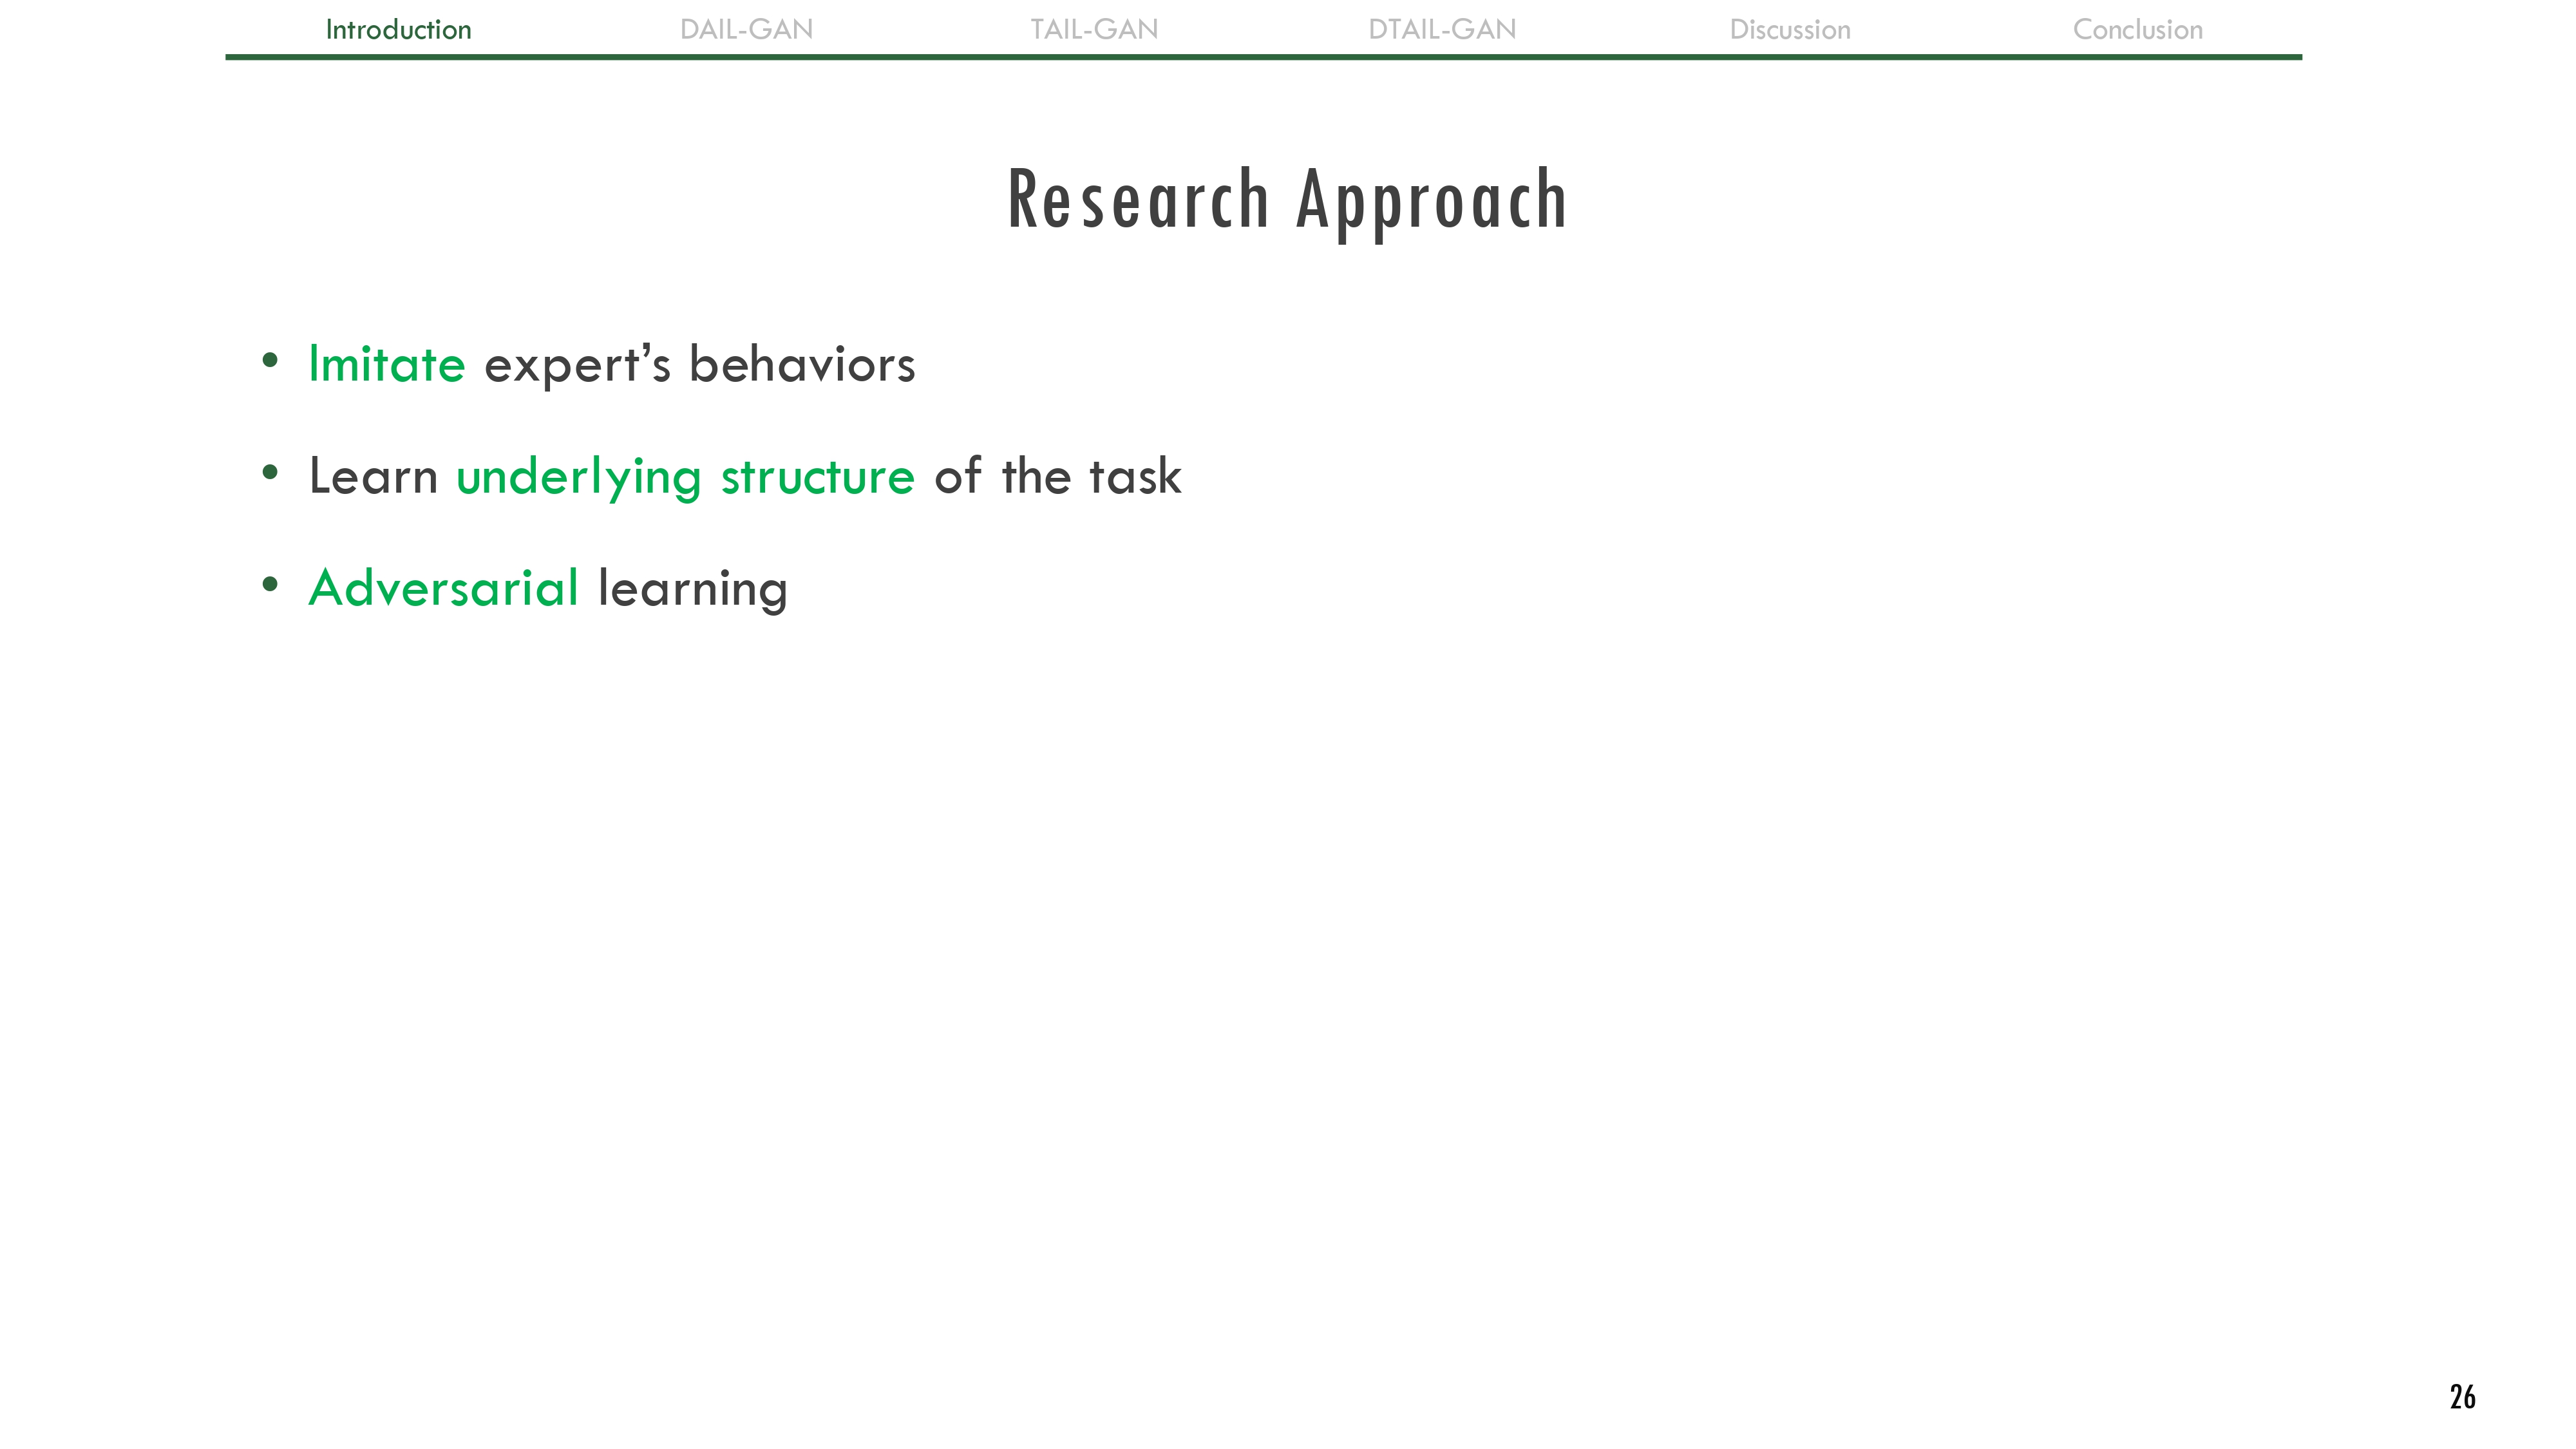 Introduction DAIL-GAN TAIL-GAN DTAIL-GAN Discussion Conclusion
Research Approach
• Imitate expert’s behaviors
• Learn underlying structure of the task
• Adversarial learning
26